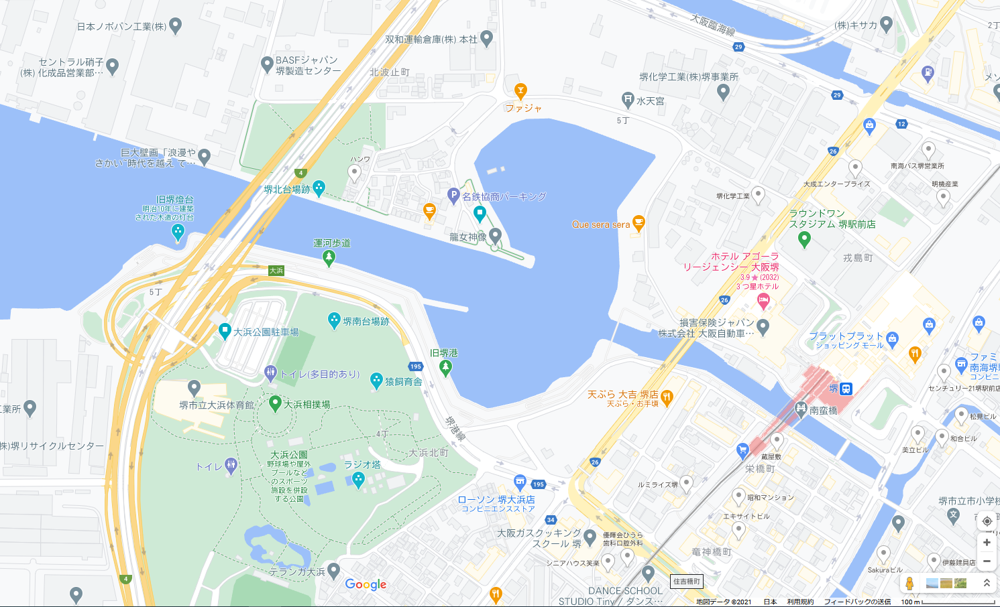 日本ノボパン工業(株)
双和運輸倉庫(株) 本社
大阪臨海線
(株)キサカ
2丁
29
セントラル硝子
(株) 化成品営業部…
BASFジャパン
堺製造センター
北波止町
堺化学工業(株)堺事業所
メソ
29
ファジャ
水天宮
5丁
12
巨大壁画「浪漫や
さかい~時代を越え て…
ハンワ
26
南海バス堺営業所
4
大成エンタープライズ
明機産業
堺北台場跡
名鉄協商パーキング
堺化学工業
旧堺燈台
明治10年に建築
された木造の灯台
龍女神像
Que sera sera
ラウンドワン
スタジアム 堺駅前店
運河歩道
ホテル アゴーラ
リージェンシー 大阪堺
3.9★(2032)
3 つ星ホテル
戎島町
大浜
5丁
26
堺南台場跡
大浜公園駐車場
損害保険ジャパン
株式会社 大阪自動車…
プラットプラット
ショッピング モール
旧堺港
195
トイレ(多目的あり)
猿飼育舎
ファミ
南海堺駅
コンビニ
センチュリー21堺駅前店
堺
堺市立大浜体育館
大浜相撲場
天ぷら 大吉 堺店
天ぷら・お手頃
南蛮橋
工業所
松見ビル
堺港線
4丁
和合ビル
美立ビル
(株)堺リサイクルセンター
大浜北町
大浜公園
野球場や屋外
プールなど
のスポーツ
施設を併設
する公園
トイレ
ラジオ塔
蔵屋敷
栄橋町
26
195
ルミライズ堺
ローソン 堺大浜店
コンビニエンスストア
昭和マンション
エキサイトビル
堺市立市小学校
市
34
大阪ガスクッキング
スクール 堺
優輝会ひうら
歯科口腔外科
シニアハウス笑楽
竜神橋町
Sakuraビル
伊藤建具店
テランガ大浜
4
Google
住吉橋町
DANCE SCHOOL
STUDIO Tiny / ダンス…
地図データ ©2021 日本 利用規約 フィードバックの送信 100 m